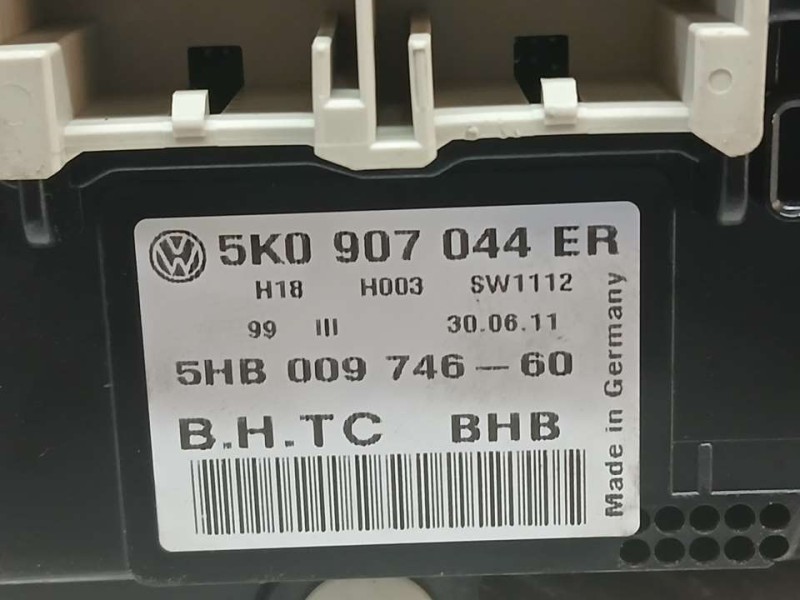 5K0 907 044 ER
H18 H003 SW1112
99 III 30.06.11
5HB 009 746-60
B.H.TC BHB
Made in Germany